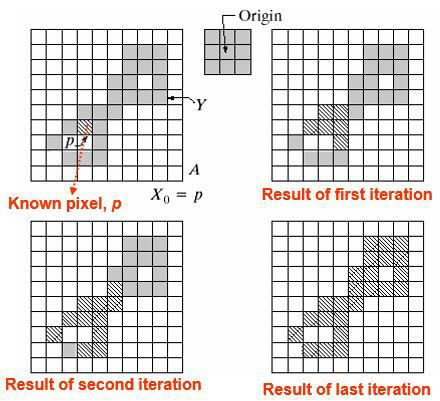 Origin
Y
p
A
Known pixel, p
X₀ = p
Result of first iteration
Result of second iteration
Result of last iteration